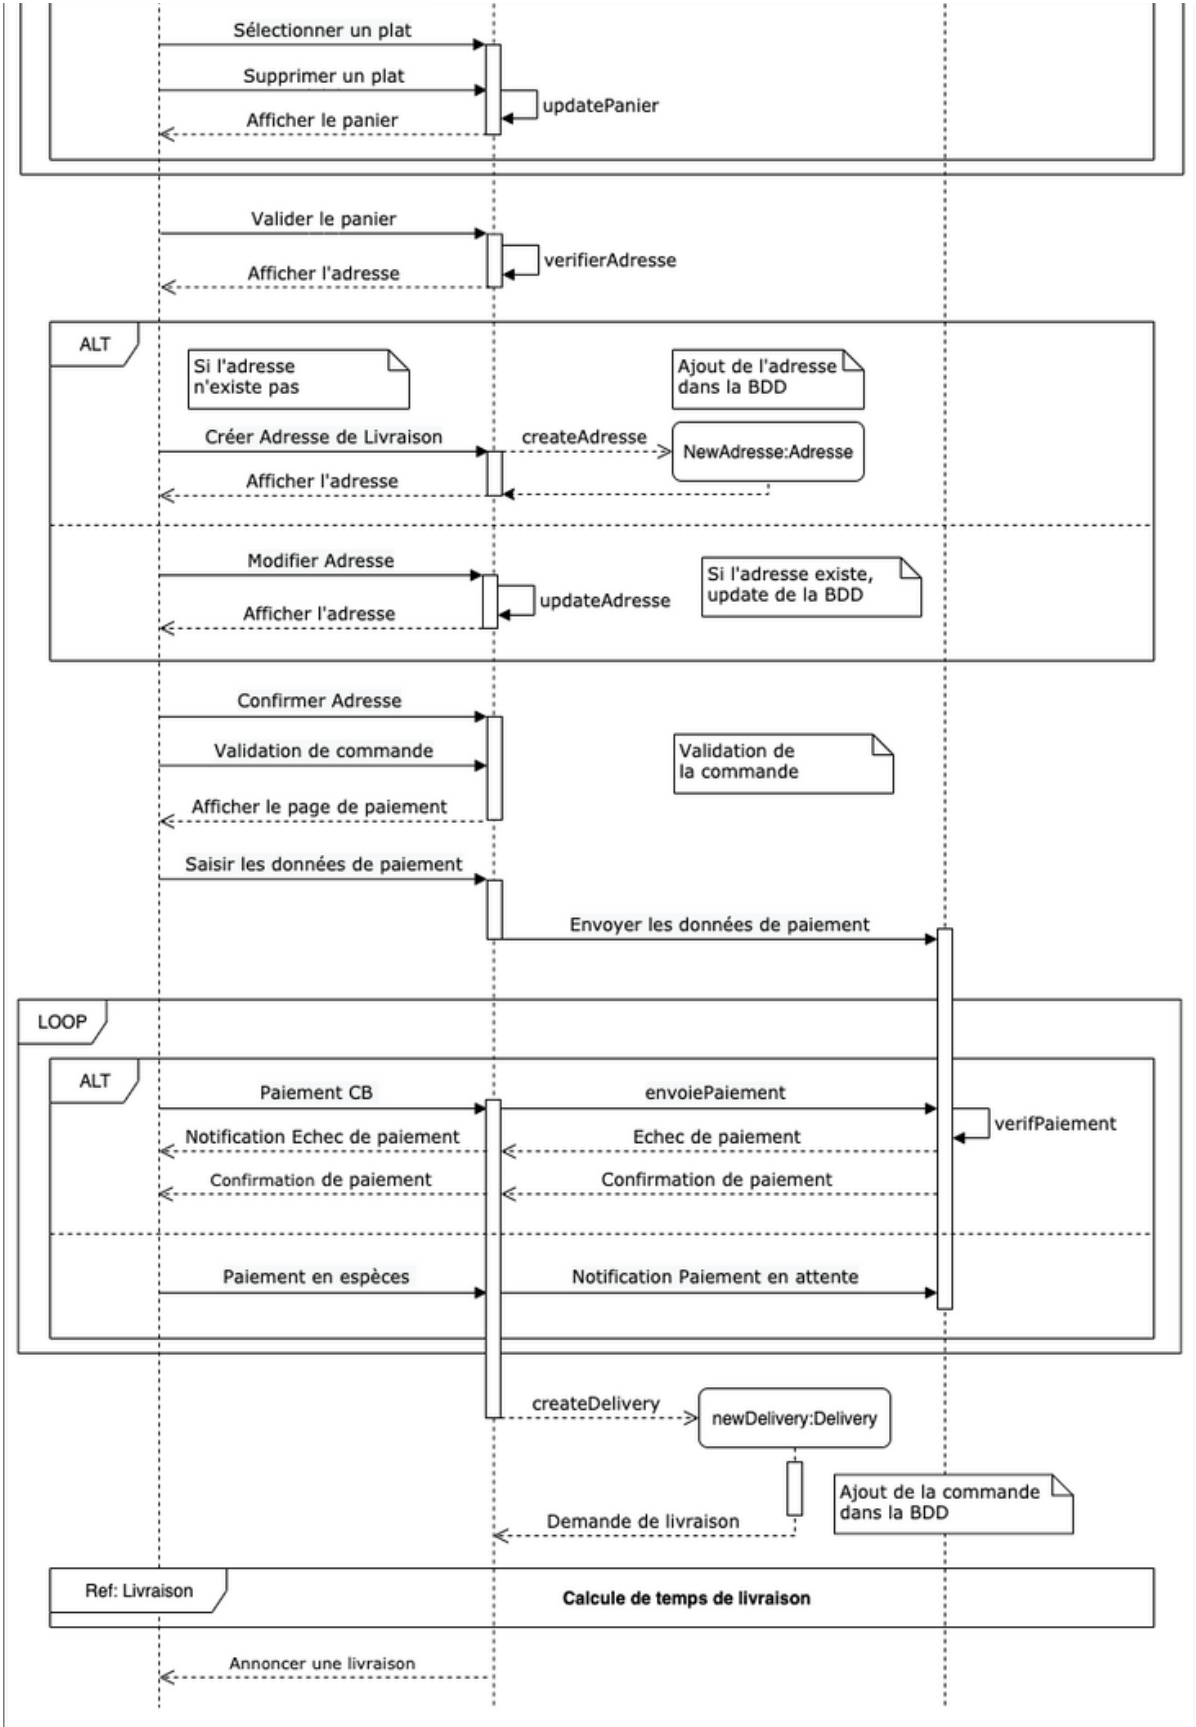 Sélectionner un plat
Supprimer un plat
updatePanier
Afficher le panier
Valider le panier
verifierAdresse
Afficher l'adresse
ALT
Si l'adresse
n'existe pas
Ajout de l'adresse
dans la BDD
Créer Adresse de Livraison
createAdresse
NewAdresse:Adresse
Afficher l'adresse
Modifier Adresse
Si l'adresse existe,
update de la BDD
updateAdresse
Afficher l'adresse
Confirmer Adresse
Validation de commande
Validation de
la commande
Afficher le page de paiement
Saisir les données de paiement
Envoyer les données de paiement
LOOP
ALT
Paiement CB
envoiePaiement
verifPaiement
Notification Echec de paiement
Echec de paiement
Confirmation de paiement
Confirmation de paiement
Paiement en espèces
Notification Paiement en attente
createDelivery
newDelivery:Delivery
Ajout de la commande
dans la BDD
Demande de livraison
Ref: Livraison
Calcule de temps de livraison
Annoncer une livraison